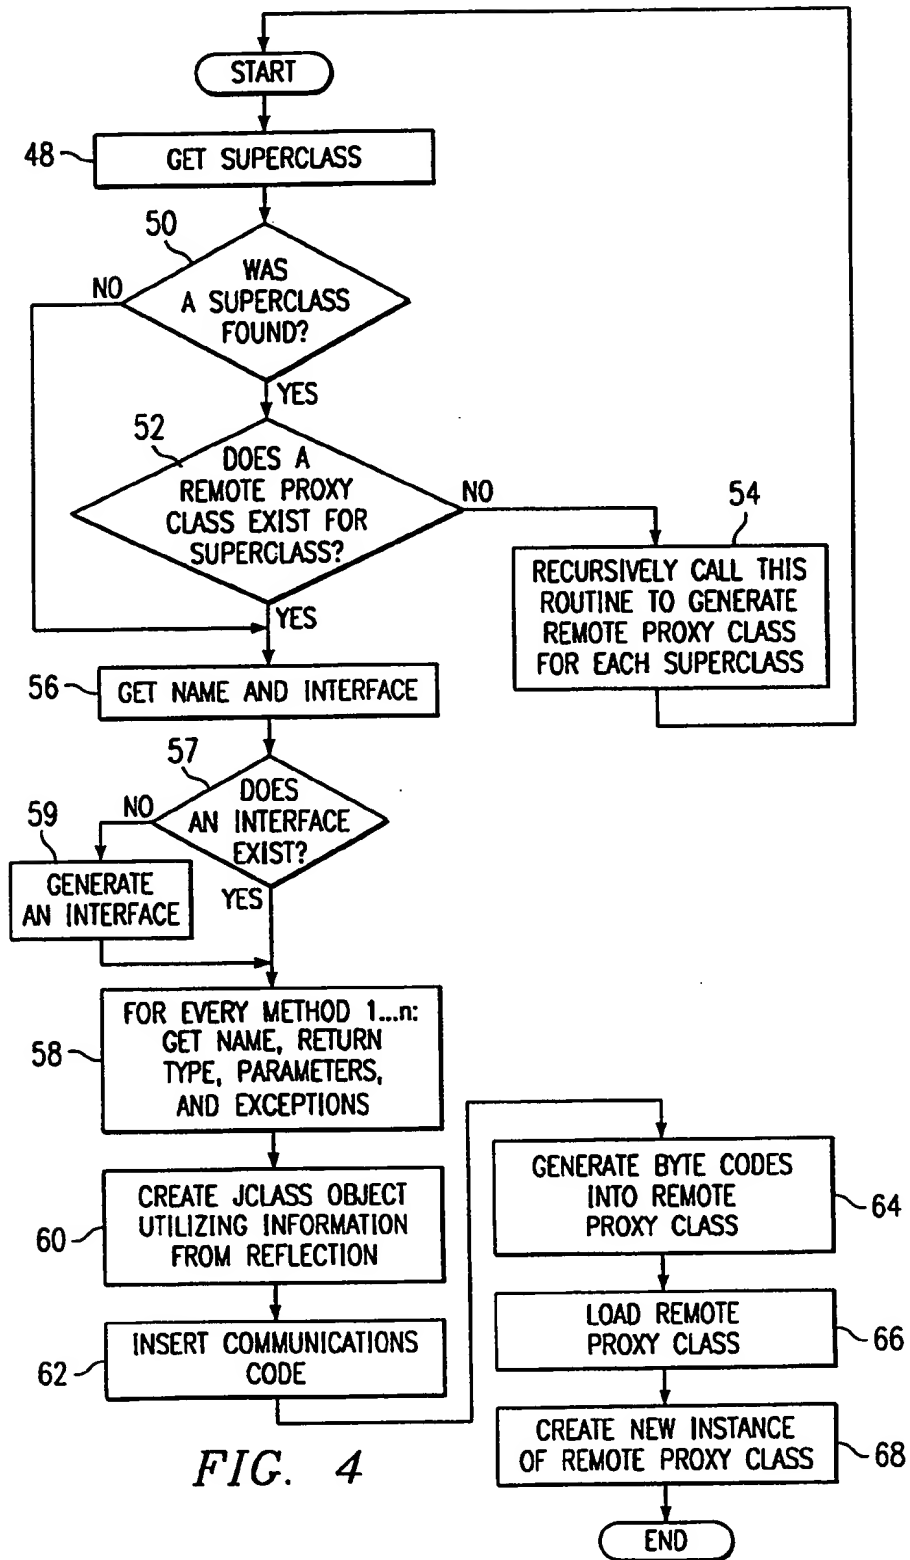 START
48
GET SUPERCLASS
50
WAS
A SUPERCLASS
FOUND?
NO
YES
52
DOES A
REMOTE PROXY
CLASS EXIST FOR
SUPERCLASS?
NO
YES
54
RECURSIVELY CALL THIS
ROUTINE TO GENERATE
REMOTE PROXY CLASS
FOR EACH SUPERCLASS
56
GET NAME AND INTERFACE
57
DOES
AN INTERFACE
EXIST?
NO
YES
59
GENERATE
AN INTERFACE
58
FOR EVERY METHOD 1...n:
GET NAME, RETURN
TYPE, PARAMETERS,
AND EXCEPTIONS
60
CREATE JCLASS OBJECT
UTILIZING INFORMATION
FROM REFLECTION
62
INSERT COMMUNICATIONS
CODE
64
GENERATE BYTE CODES
INTO REMOTE
PROXY CLASS
66
LOAD REMOTE
PROXY CLASS
68
CREATE NEW INSTANCE
OF REMOTE PROXY CLASS
END
FIG. 4